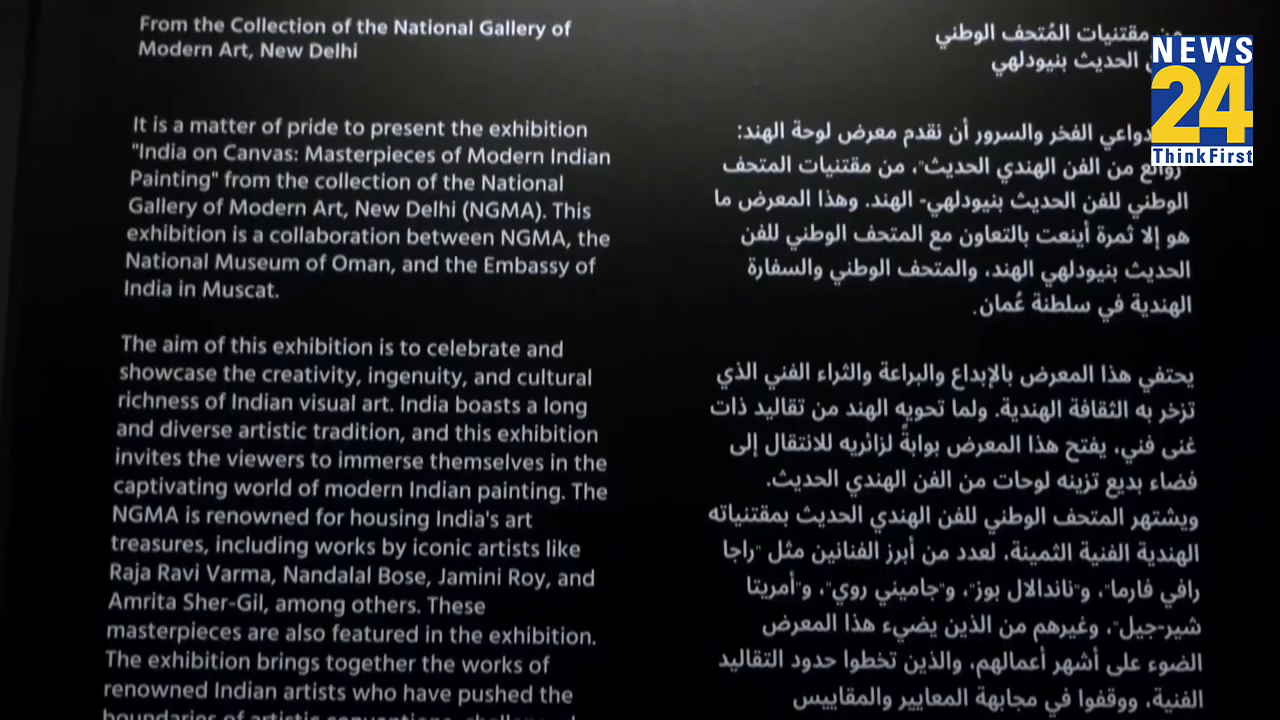 From the Collection of the National Gallery of
Modern Art, New Delhi
It is a matter of pride to present the exhibition
"India on Canvas: Masterpieces of Modern Indian
Painting" from the collection of the National
Gallery of Modern Art, New Delhi (NGMA). This
exhibition is a collaboration between NGMA, the
National Museum of Oman, and the Embassy of
India in Muscat.
The aim of this exhibition is to celebrate and
showcase the creativity, ingenuity, and cultural
richness of Indian visual art. India boasts a long
and diverse artistic tradition, and this exhibition
invites the viewers to immerse themselves in the
captivating world of modern Indian painting. The
NGMA is renowned for housing India's art
treasures, including works by iconic artists like
Raja Ravi Varma, Nandalal Bose, Jamini Roy, and
Amrita Sher-Gil, among others. These
masterpieces are also featured in the exhibition.
The exhibition brings together the works of
renowned Indian artists who have pushed the
boundaries of artistic
مقتنيات المُتحف الوطني
الحديث بنيودلهي
الفخر والسرور أن نقدم معرض لوحة الهند:
روائع من الفن الهندي الحديث"، من مقتنيات المتحف
الوطني للفن الحديث بنيودلهي- الهند. وهذا المعرض ما
هو إلا ثمرة أينعت بالتعاون مع المتحف الوطني للفن
الحديث بنيودلهي الهند، والمتحف الوطني والسفارة
الهندية في سلطنة عُمان.
يحتفي هذا المعرض بالإبداع والبراعة والثراء الفني الذي
تزخر به الثقافة الهندية. ولما تحويه الهند من تقاليد ذات
غنى فني، يفتح هذا المعرض بوابةً لزائريه للانتقال إلى
فضاء بديع تزينه لوحات من الفن الهندي الحديث.
ويشتهر المتحف الوطني للفن الهندي الحديث بمقتنياته
الهندية الفنية الثمينة، لعدد من أبرز الفنانين مثل "راجا
رافي فارما"، و"ناندالال بوز"، و"جاميني روي"، و"أمريتا
شير-جيل"، وغيرهم من الذين يضيء هذا المعرض
الضوء على أشهر أعمالهم، والذين تخطوا حدود التقاليد
الفنية، ووقفوا في مجابهة المعايير والمقاييس
NEWS
24
ThinkFirst